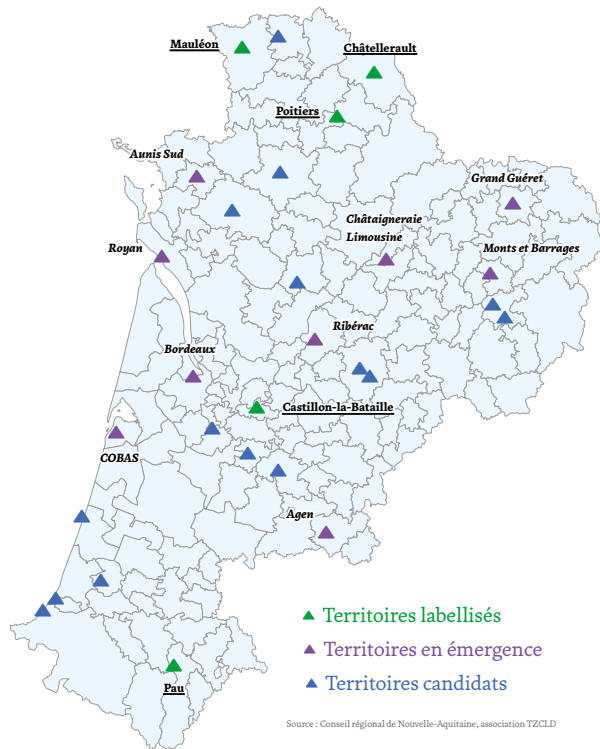 Mauléon
Châtellerault
Poitiers
Aunis Sud
Grand Guéret
Châtaigneraie
Limousine
Royan
Monts et Barrages
Ribérac
Bordeaux
Castillon-la-Bataille
COBAS
Agen
Territoires labellisés
Territoires en émergence
Territoires candidats
Pau
Source : Conseil régional de Nouvelle-Aquitaine, association TZCLD